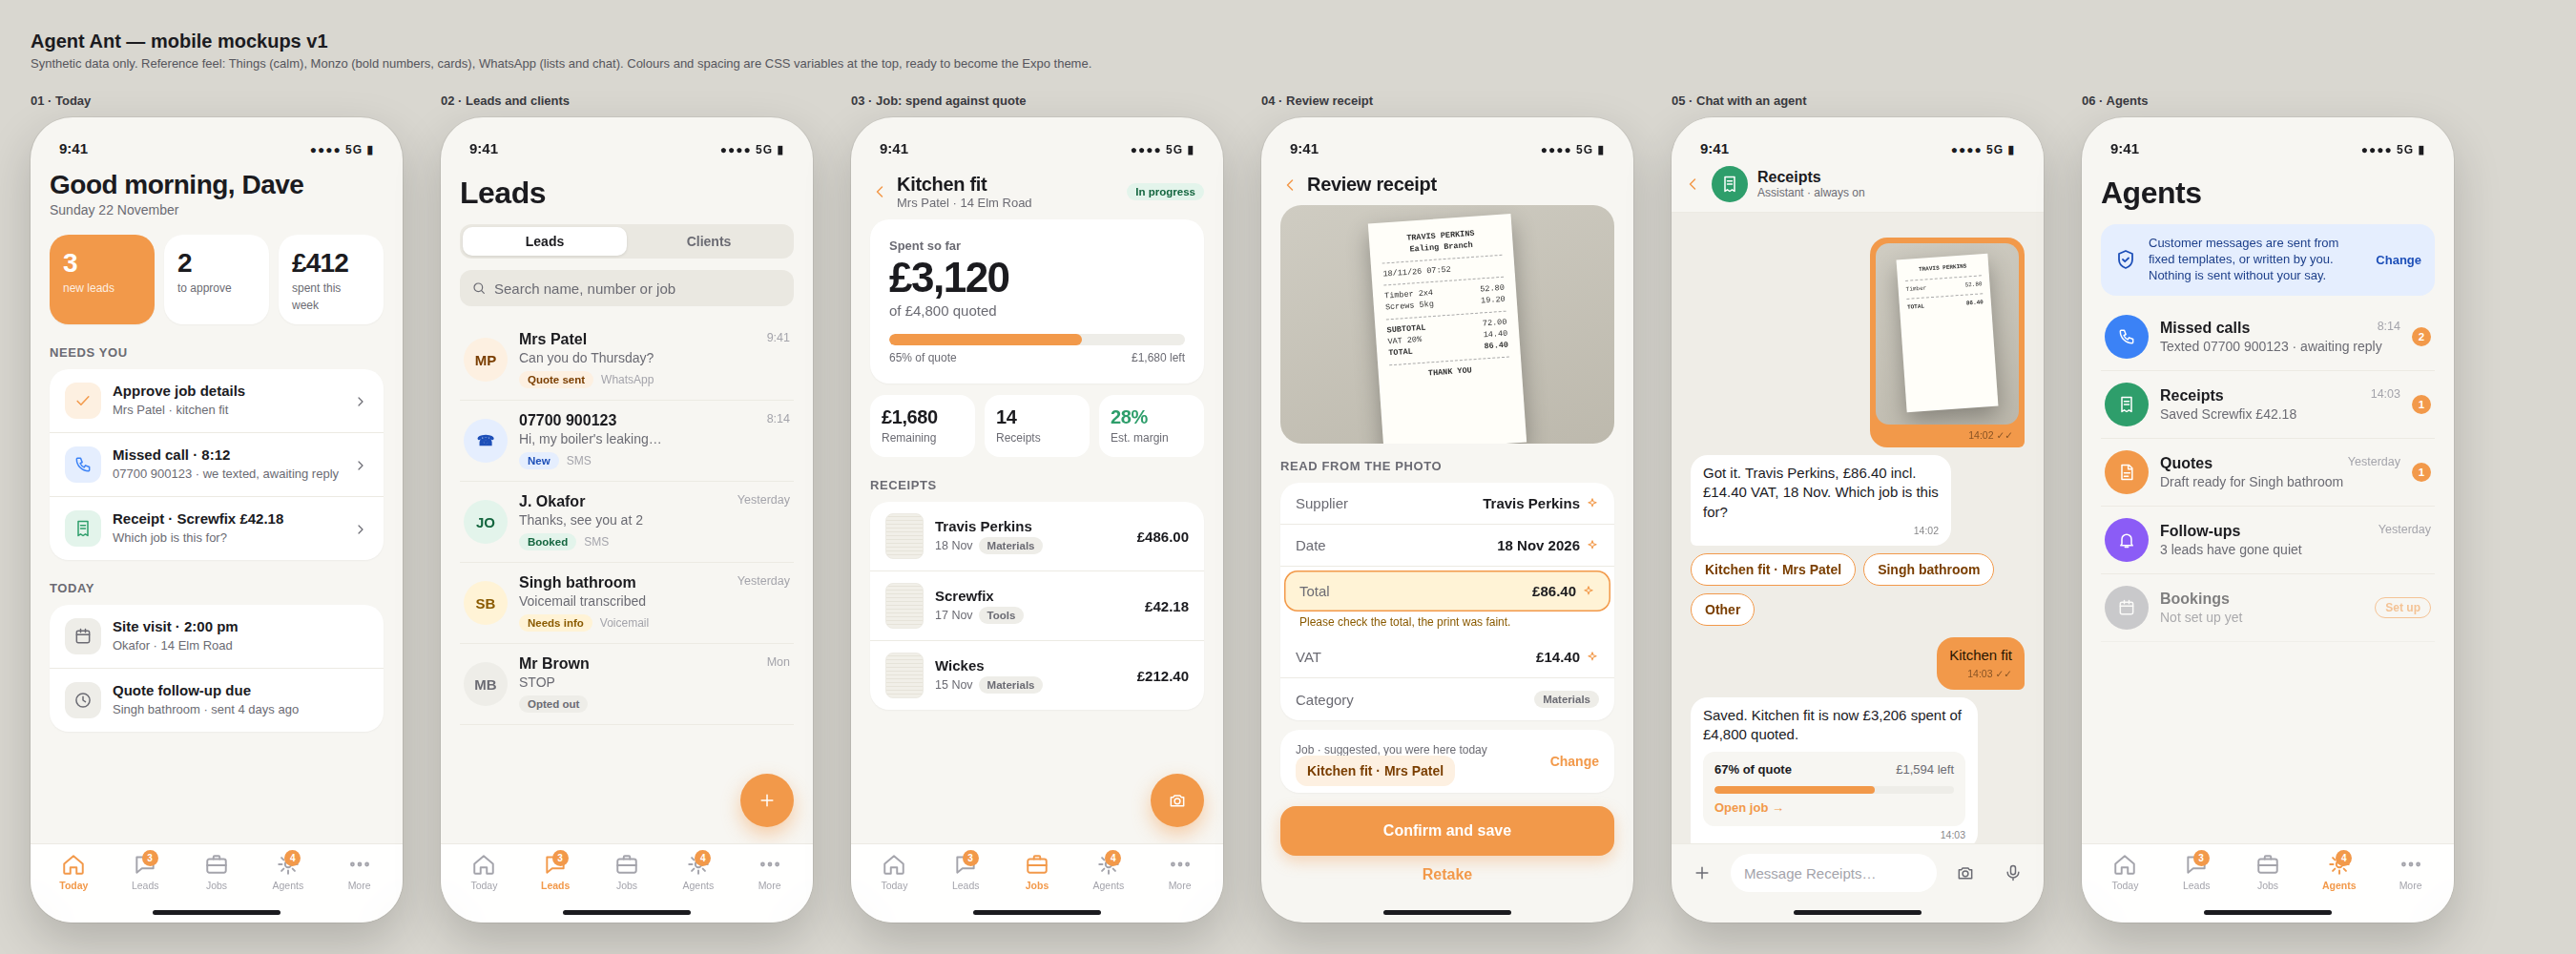 Agent Ant — mobile mockups v1
Synthetic data only. Reference feel: Things (calm), Monzo (bold numbers, cards), WhatsApp (lists and chat). Colours and spacing are CSS variables at the top, ready to become the Expo theme.
01 · Today
9:41
5G
Good morning, Dave
Sunday 22 November
3
new leads
2
to approve
£412
spent this
week
NEEDS YOU
Approve job details
Mrs Patel · kitchen fit
Missed call · 8:12
07700 900123 · we texted, awaiting reply
Receipt · Screwfix £42.18
Which job is this for?
TODAY
Site visit · 2:00 pm
Okafor · 14 Elm Road
Quote follow-up due
Singh bathroom · sent 4 days ago
Today
3
Leads
Jobs
4
Agents
More
02 · Leads and clients
9:41
5G
Leads
Leads
Clients
Search name, number or job
MP
Mrs Patel
9:41
Can you do Thursday?
Quote sent
WhatsApp
07700 900123
8:14
Hi, my boiler's leaking…
New
SMS
JO
J. Okafor
Yesterday
Thanks, see you at 2
Booked
SMS
SB
Singh bathroom
Yesterday
Voicemail transcribed
Needs info
Voicemail
MB
Mr Brown
Mon
STOP
Opted out
Today
3
Leads
Jobs
4
Agents
More
03 · Job: spend against quote
9:41
5G
Kitchen fit
Mrs Patel · 14 Elm Road
In progress
Spent so far
£3,120
of £4,800 quoted
65% of quote
£1,680 left
£1,680
Remaining
14
Receipts
28%
Est. margin
RECEIPTS
Travis Perkins
18 Nov
Materials
£486.00
Screwfix
17 Nov
Tools
£42.18
Wickes
15 Nov
Materials
£212.40
Today
3
Leads
Jobs
4
Agents
More
04 · Review receipt
9:41
5G
Review receipt
TRAVIS PERKINS
Ealing Branch
18/11/26 07:52
Timber 2x4 52.80
Screws 5kg 19.20
SUBTOTAL 72.00
VAT 20% 14.40
TOTAL 86.40
THANK YOU
READ FROM THE PHOTO
Supplier
Travis Perkins
Date
18 Nov 2026
Total
£86.40
Please check the total, the print was faint.
VAT
£14.40
Category
Materials
Job · suggested, you were here today
Kitchen fit · Mrs Patel
Change
Confirm and save
Retake
05 · Chat with an agent
9:41
5G
Receipts
Assistant · always on
TRAVIS PERKINS
Timber 52.80
TOTAL 86.40
14:02 ✓✓
Got it. Travis Perkins, £86.40 incl.
£14.40 VAT, 18 Nov. Which job is this
for?
14:02
Kitchen fit · Mrs Patel
Singh bathroom
Other
Kitchen fit
14:03 ✓✓
Saved. Kitchen fit is now £3,206 spent of
£4,800 quoted.
67% of quote
£1,594 left
Open job →
14:03
Message Receipts…
06 · Agents
9:41
5G
Agents
Customer messages are sent from
fixed templates, or written by you.
Nothing is sent without your say.
Change
Missed calls
8:14
Texted 07700 900123 · awaiting reply
2
Receipts
14:03
Saved Screwfix £42.18
1
Quotes
Yesterday
Draft ready for Singh bathroom
1
Follow-ups
Yesterday
3 leads have gone quiet
Bookings
Not set up yet
Set up
Today
3
Leads
Jobs
4
Agents
More